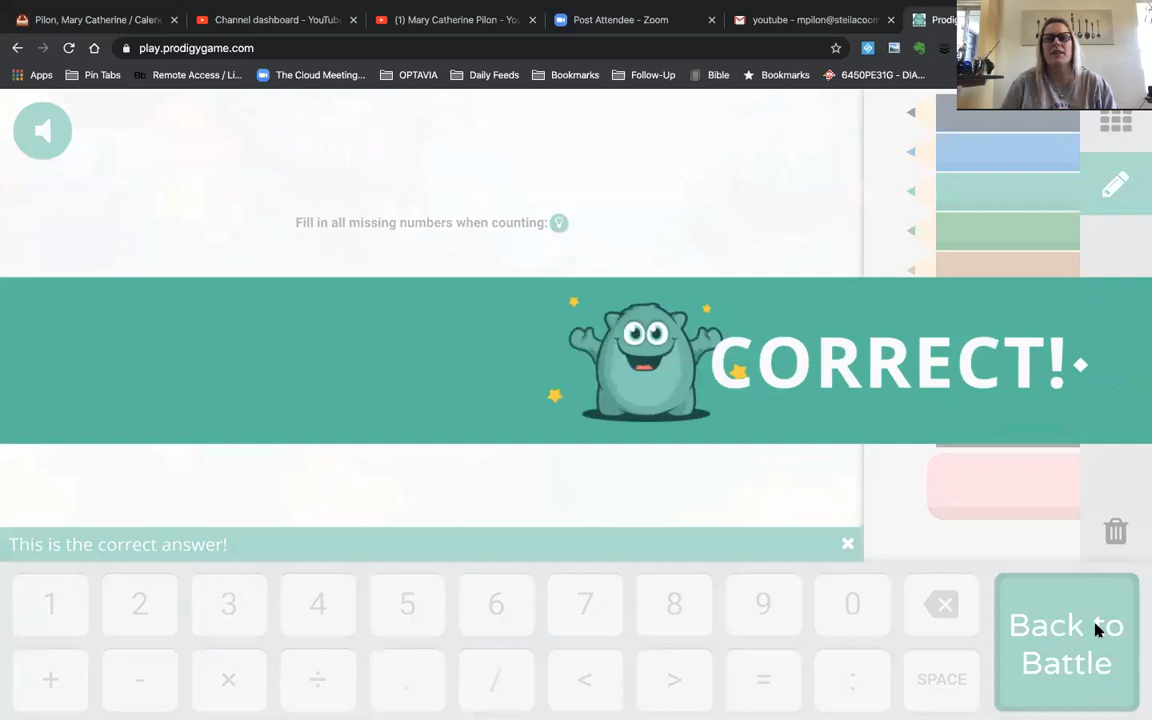 Pilon, Mary Catherine / Calen
Channel dashboard - YouTube
(1) Mary Catherine Pilon - Yo
Post Attendee - Zoom
youtube - mpilon@steilacoom
Prodig
play.prodigygame.com
Apps
Pin Tabs
Bb Remote Access / Li...
The Cloud Meeting...
OPTAVIA
Daily Feeds
Bookmarks
Follow-Up
Bible
Bookmarks
6450PE31G - DIA...
Fill in all missing numbers when counting:
CORRECT!
This is the correct answer!
1 2 3 4 5 6 7 8 9 0
+ - × ÷ . / < > = : SPACE
Back to
Battle